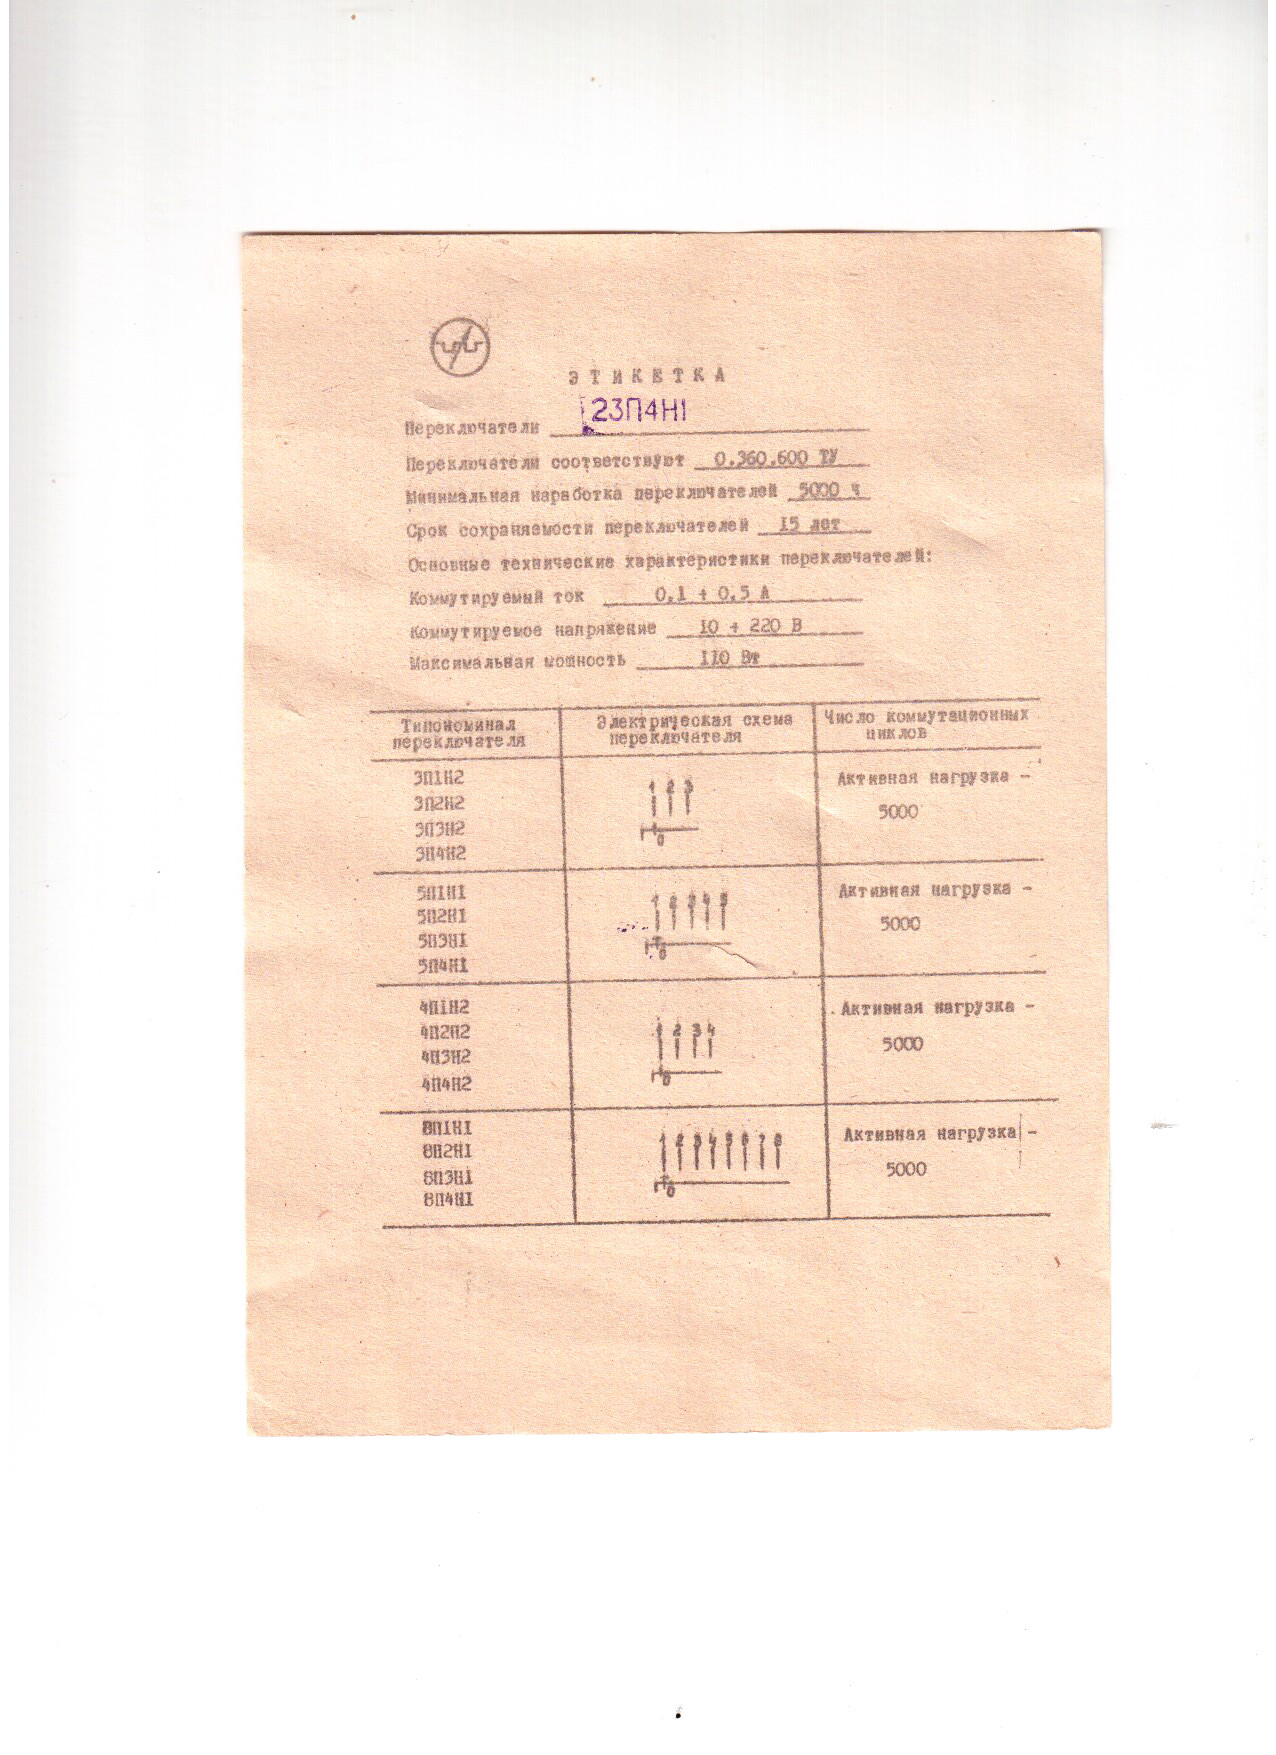 ЭТИКЕТКА
Переключатели 23П4Н1
Переключатели соответствуют 0.360.600 ТУ
Минимальная наработка переключателей 5000 ч
Срок сохраняемости переключателей 15 лет
Основные технические характеристики переключателей:
Коммутируемый ток 0,1 ÷ 0,5 А
Коммутируемое напряжение 10 ÷ 220 В
Максимальная мощность 110 Вт
Типономинал переключателя
Электрическая схема переключателя
Число коммутационных циклов
3П1Н2
3П2Н2
3П3Н2
3П4Н2
1 2 3
0
Активная нагрузка -
5000
5П1Н1
5П2Н1
5П3Н1
5П4Н1
1 2 3 4 5
0
Активная нагрузка -
5000
4П1Н2
4П2Н2
4П3Н2
4П4Н2
1 2 3 4
0
Активная нагрузка -
5000
8П1Н1
8П2Н1
8П3Н1
8П4Н1
1 2 3 4 5 6 7 8
0
Активная нагрузка -
5000